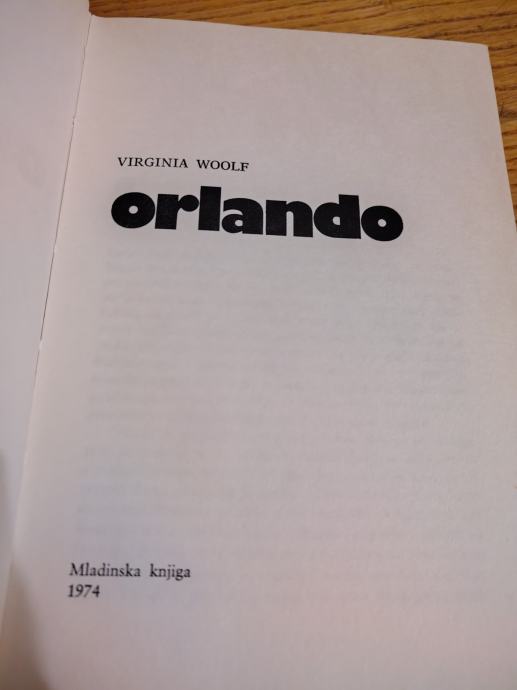 VIRGINIA WOOLF
orlando
Mladinska knjiga
1974